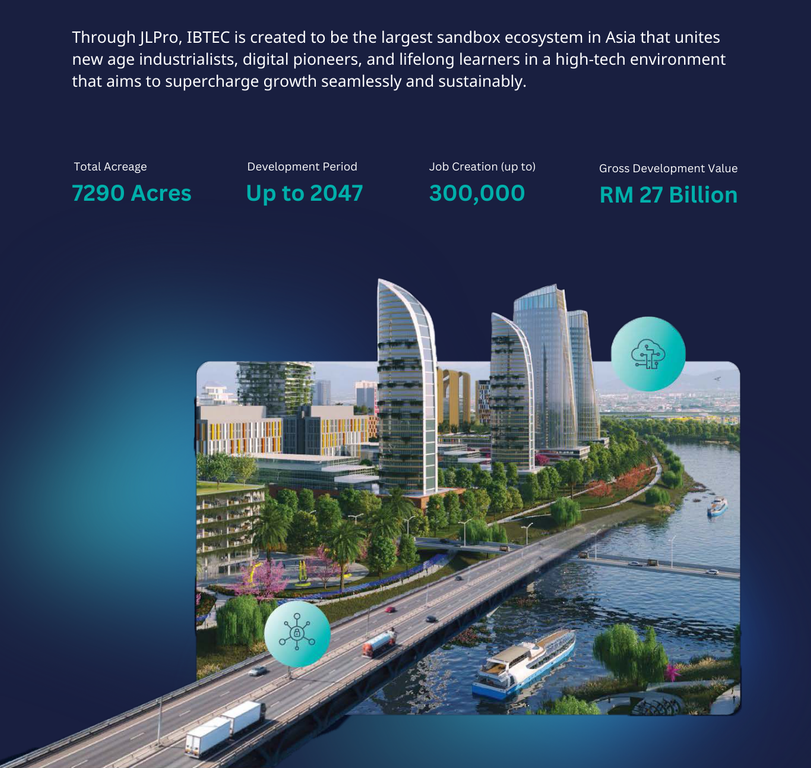 Through JLPro, IBTEC is created to be the largest sandbox ecosystem in Asia that unites
new age industrialists, digital pioneers, and lifelong learners in a high-tech environment
that aims to supercharge growth seamlessly and sustainably.
Total Acreage
7290 Acres
Development Period
Up to 2047
Job Creation (up to)
300,000
Gross Development Value
RM 27 Billion